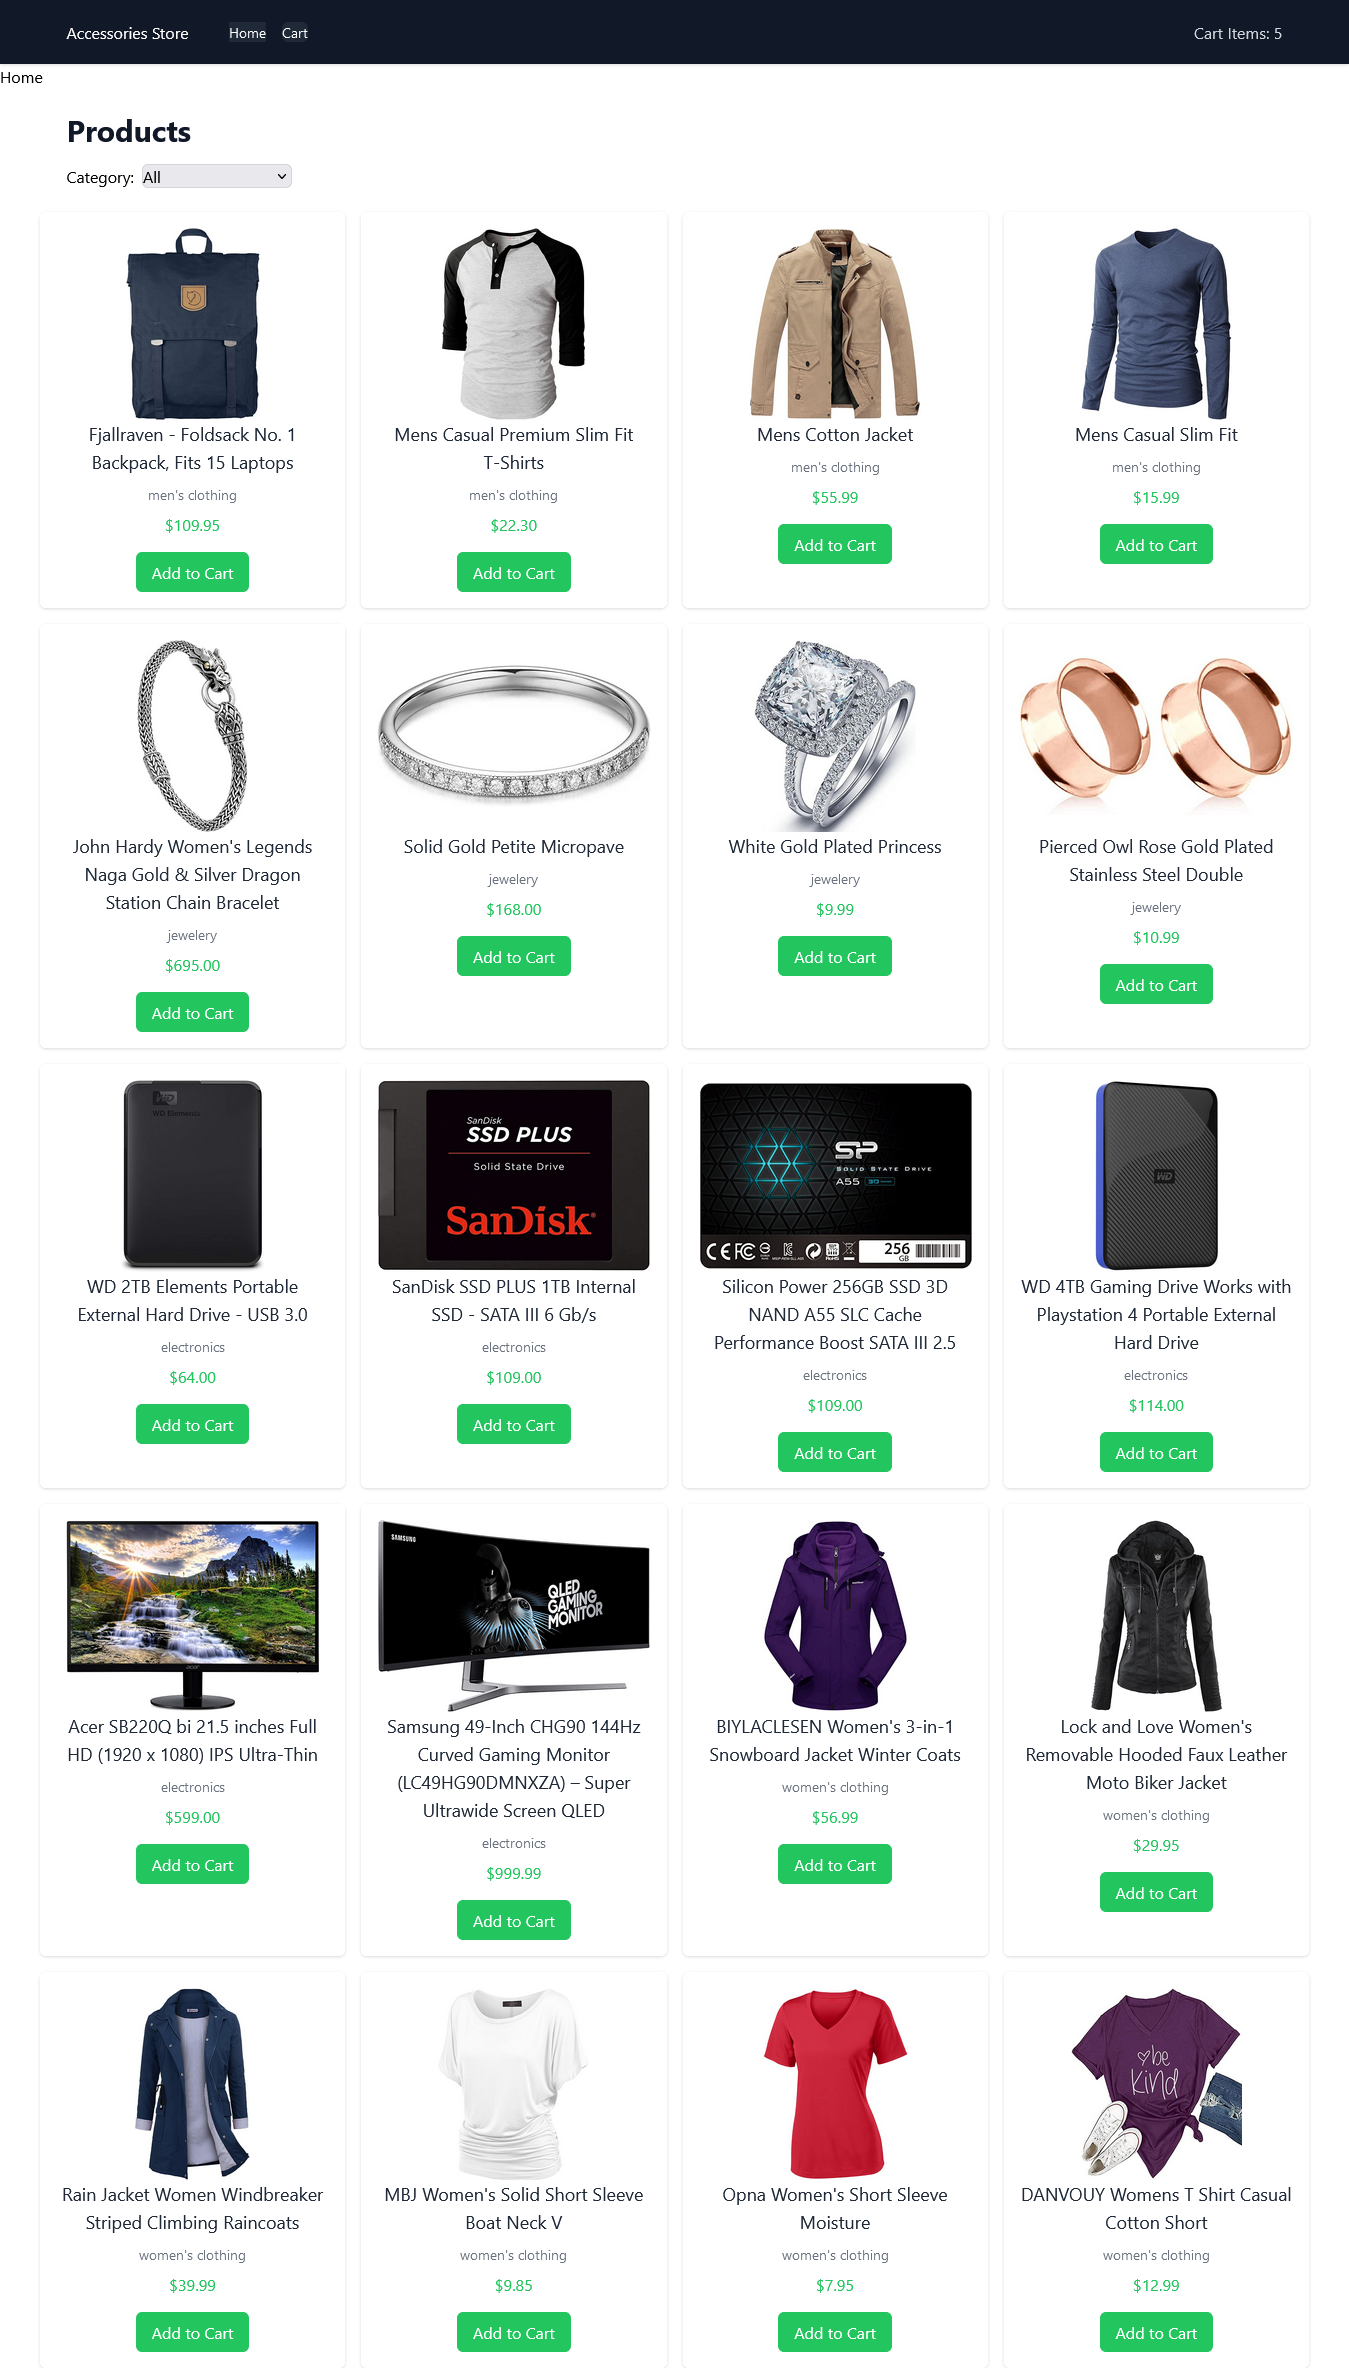 Accessories Store
Home
Cart
Cart Items: 5
Home
Products
Category:
All
Fjallraven - Foldsack No. 1
Backpack, Fits 15 Laptops
men's clothing
$109.95
Add to Cart
Mens Casual Premium Slim Fit
T-Shirts
men's clothing
$22.30
Add to Cart
Mens Cotton Jacket
men's clothing
$55.99
Add to Cart
Mens Casual Slim Fit
men's clothing
$15.99
Add to Cart
John Hardy Women's Legends
Naga Gold & Silver Dragon
Station Chain Bracelet
jewelery
$695.00
Add to Cart
Solid Gold Petite Micropave
jewelery
$168.00
Add to Cart
White Gold Plated Princess
jewelery
$9.99
Add to Cart
Pierced Owl Rose Gold Plated
Stainless Steel Double
jewelery
$10.99
Add to Cart
WD
WD Elements
WD 2TB Elements Portable
External Hard Drive - USB 3.0
electronics
$64.00
Add to Cart
SanDisk
SSD PLUS
Solid State Drive
SanDisk
SanDisk SSD PLUS 1TB Internal
SSD - SATA III 6 Gb/s
electronics
$109.00
Add to Cart
SP
SOLID STATE DRIVE
A55 3D
256
GB
Silicon Power 256GB SSD 3D
NAND A55 SLC Cache
Performance Boost SATA III 2.5
electronics
$109.00
Add to Cart
WD
WD 4TB Gaming Drive Works with
Playstation 4 Portable External
Hard Drive
electronics
$114.00
Add to Cart
acer
Acer SB220Q bi 21.5 inches Full
HD (1920 x 1080) IPS Ultra-Thin
electronics
$599.00
Add to Cart
SAMSUNG
QLED
GAMING
MONITOR
Samsung 49-Inch CHG90 144Hz
Curved Gaming Monitor
(LC49HG90DMNXZA) – Super
Ultrawide Screen QLED
electronics
$999.99
Add to Cart
BIYLACLESEN Women's 3-in-1
Snowboard Jacket Winter Coats
women's clothing
$56.99
Add to Cart
Lock and Love Women's
Removable Hooded Faux Leather
Moto Biker Jacket
women's clothing
$29.95
Add to Cart
Rain Jacket Women Windbreaker
Striped Climbing Raincoats
women's clothing
$39.99
Add to Cart
MBJ Women's Solid Short Sleeve
Boat Neck V
women's clothing
$9.85
Add to Cart
Opna Women's Short Sleeve
Moisture
women's clothing
$7.95
Add to Cart
be
kind
DANVOUY Womens T Shirt Casual
Cotton Short
women's clothing
$12.99
Add to Cart